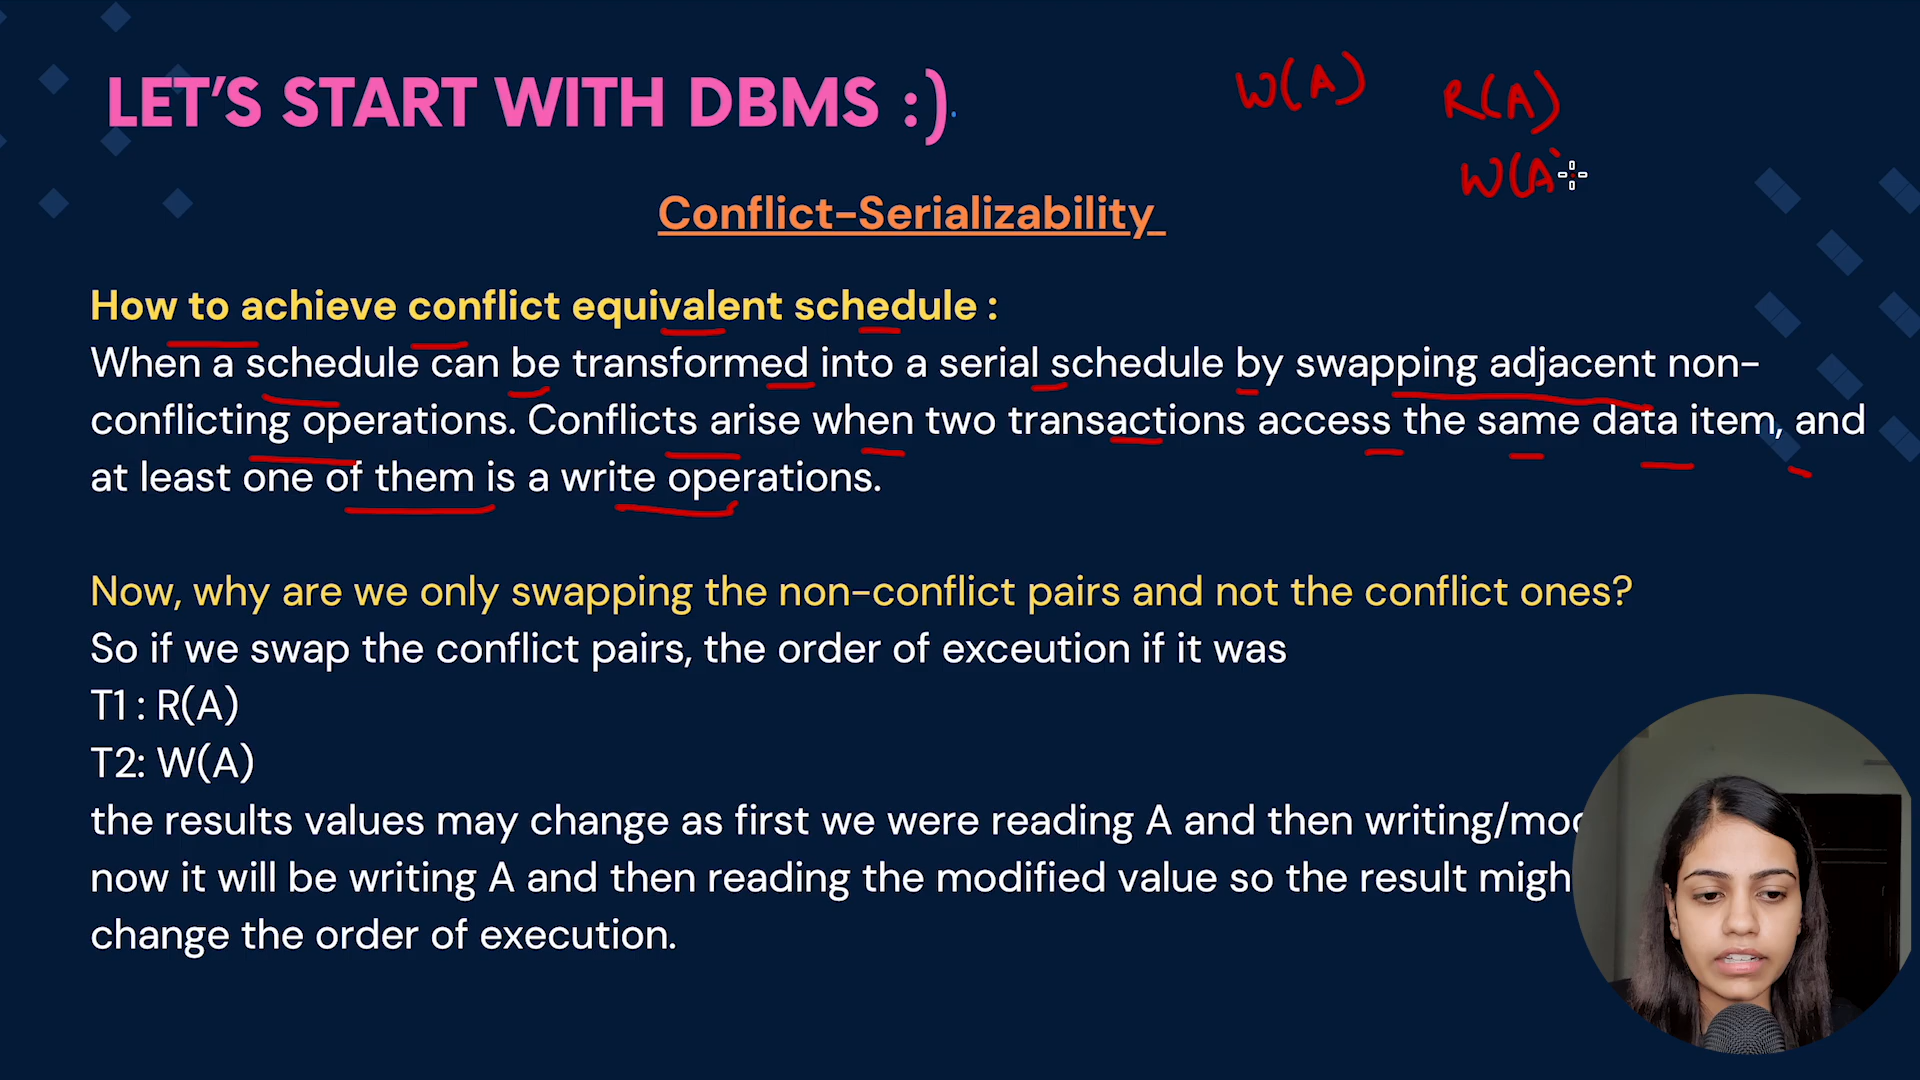 LET'S START WITH DBMS :)
W(A) R(A)
W(A)
Conflict-Serializability
How to achieve conflict equivalent schedule :
When a schedule can be transformed into a serial schedule by swapping adjacent non-
conflicting operations. Conflicts arise when two transactions access the same data item, and
at least one of them is a write operations.
Now, why are we only swapping the non-conflict pairs and not the conflict ones?
So if we swap the conflict pairs, the order of exceution if it was
T1 : R(A)
T2: W(A)
the results values may change as first we were reading A and then
now it will be writing A and then reading the modified value so the result
change the order of execution.